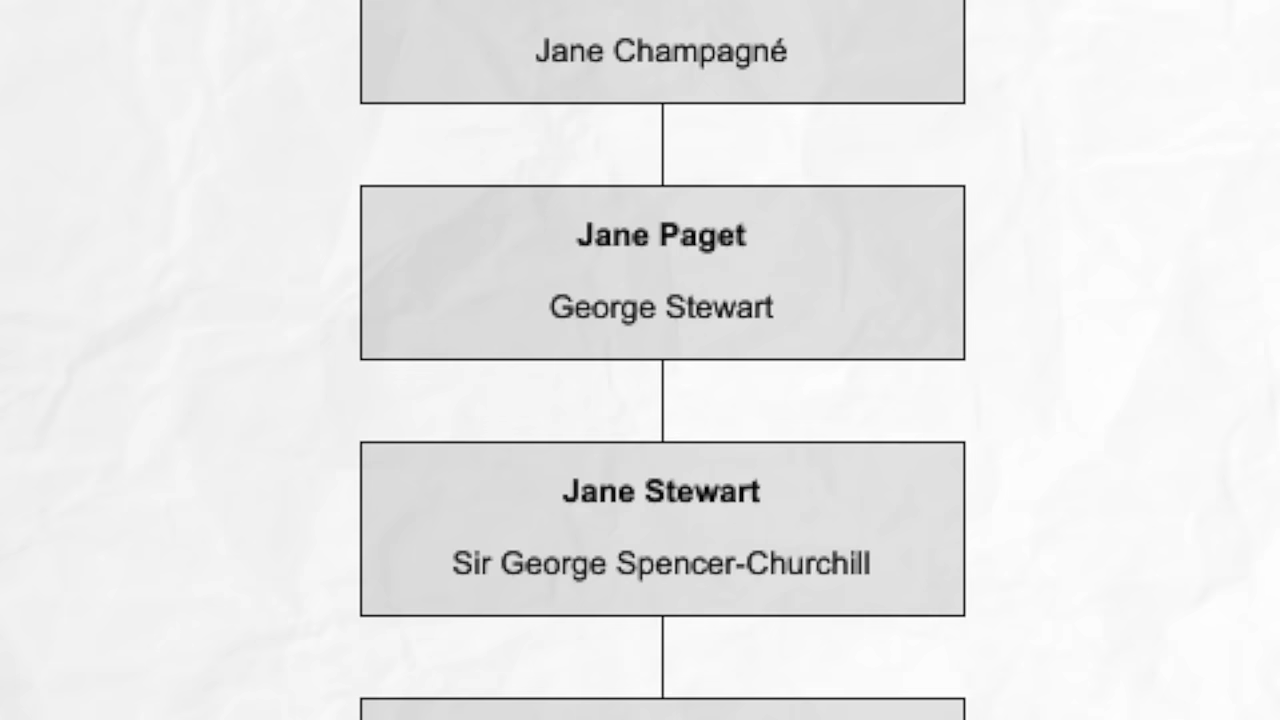 Jane Champagné
Jane Paget
George Stewart
Jane Stewart
Sir George Spencer-Churchill